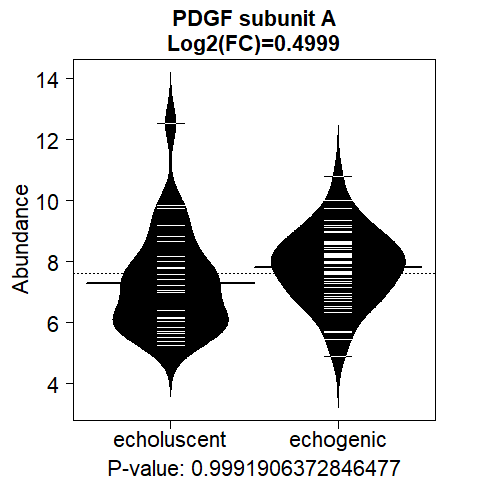 PDGF subunit A
Log2(FC)=0.4999
14
12
10
8
6
4
Abundance
echoluscent echogenic
P-value: 0.9991906372846477